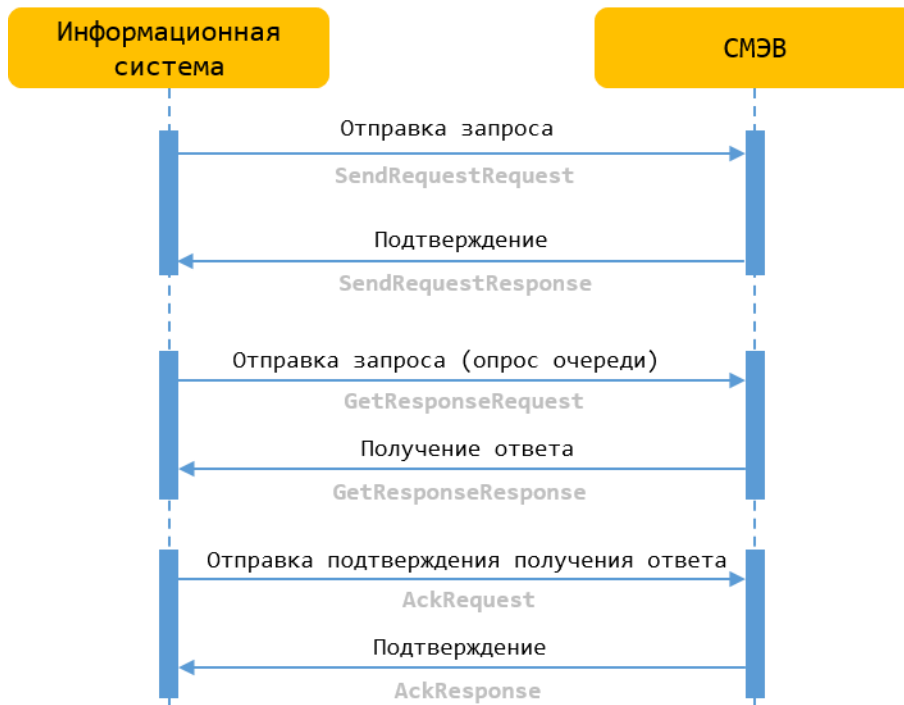 Информационная
система
СМЭВ
Отправка запроса
SendRequestRequest
Подтверждение
SendRequestResponse
Отправка запроса (опрос очереди)
GetResponseRequest
Получение ответа
GetResponseResponse
Отправка подтверждения получения ответа
AckRequest
Подтверждение
AckResponse